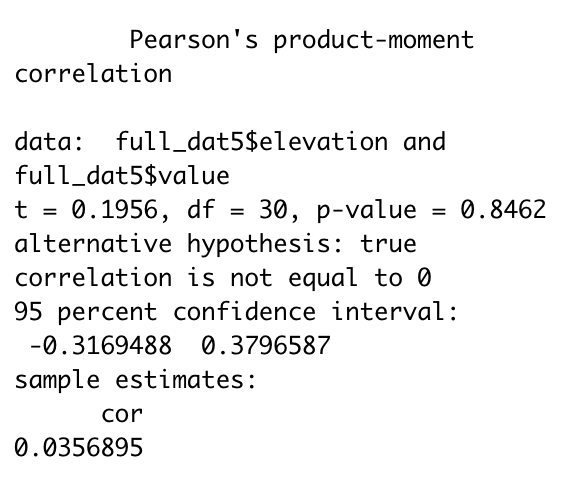 Pearson's product-moment
correlation
data:  full_dat5$elevation and
full_dat5$value
t = 0.1956, df = 30, p-value = 0.8462
alternative hypothesis: true
correlation is not equal to 0
95 percent confidence interval:
 -0.3169488  0.3796587
sample estimates:
      cor
0.0356895